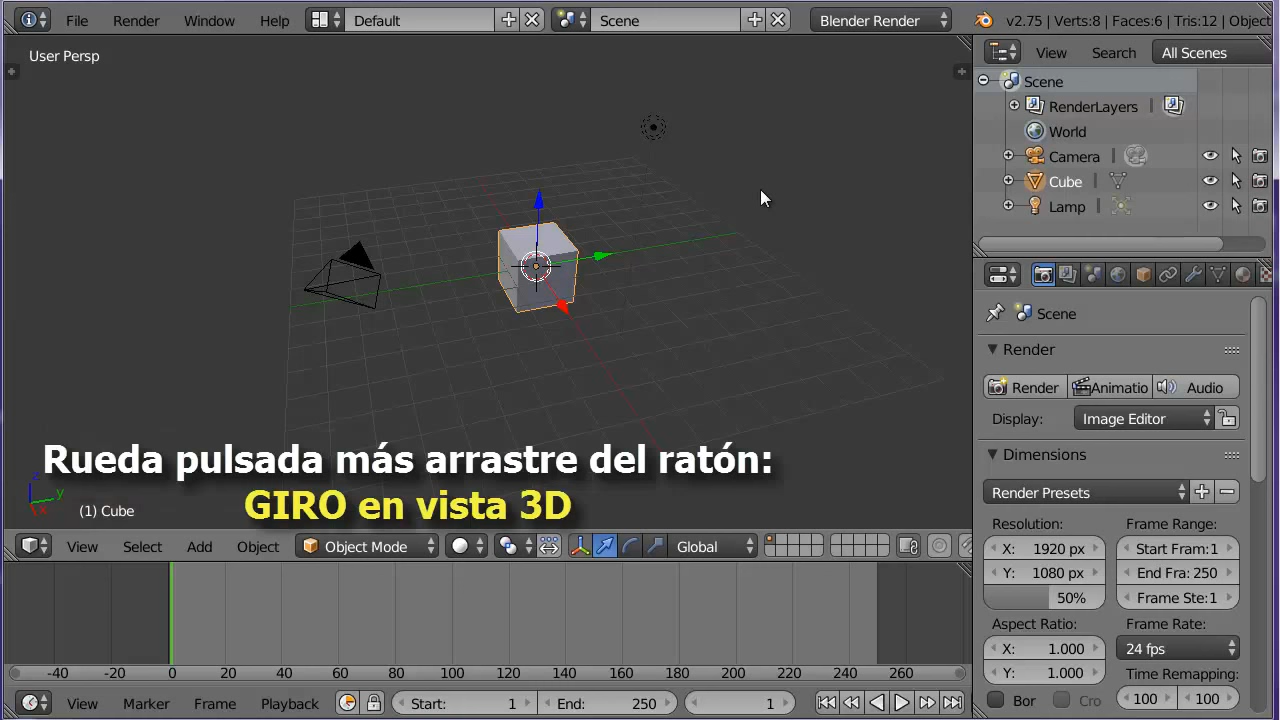 File Render Window Help Default Scene Blender Render v2.75 | Verts:8 | Faces:6 | Tris:12 | Object
User Persp
View Search All Scenes
Scene
RenderLayers
World
Camera
Cube
Lamp
Scene
Render
Render Animatio Audio
Display: Image Editor
Dimensions
Render Presets
Resolution: Frame Range:
X: 1920 px Start Fram:1
Y: 1080 px End Fra: 250
50% Frame Ste:1
Aspect Ratio: Frame Rate:
X: 1.000 24 fps
Y: 1.000 Time Remapping:
Bor Cro 100 100
Rueda pulsada más arrastre del ratón:
GIRO en vista 3D
z
y
x
(1) Cube
View Select Add Object Object Mode Global
-40 -20 0 20 40 60 80 100 120 140 160 180 200 220 240 260
View Marker Frame Playback Start: 1 End: 250 1